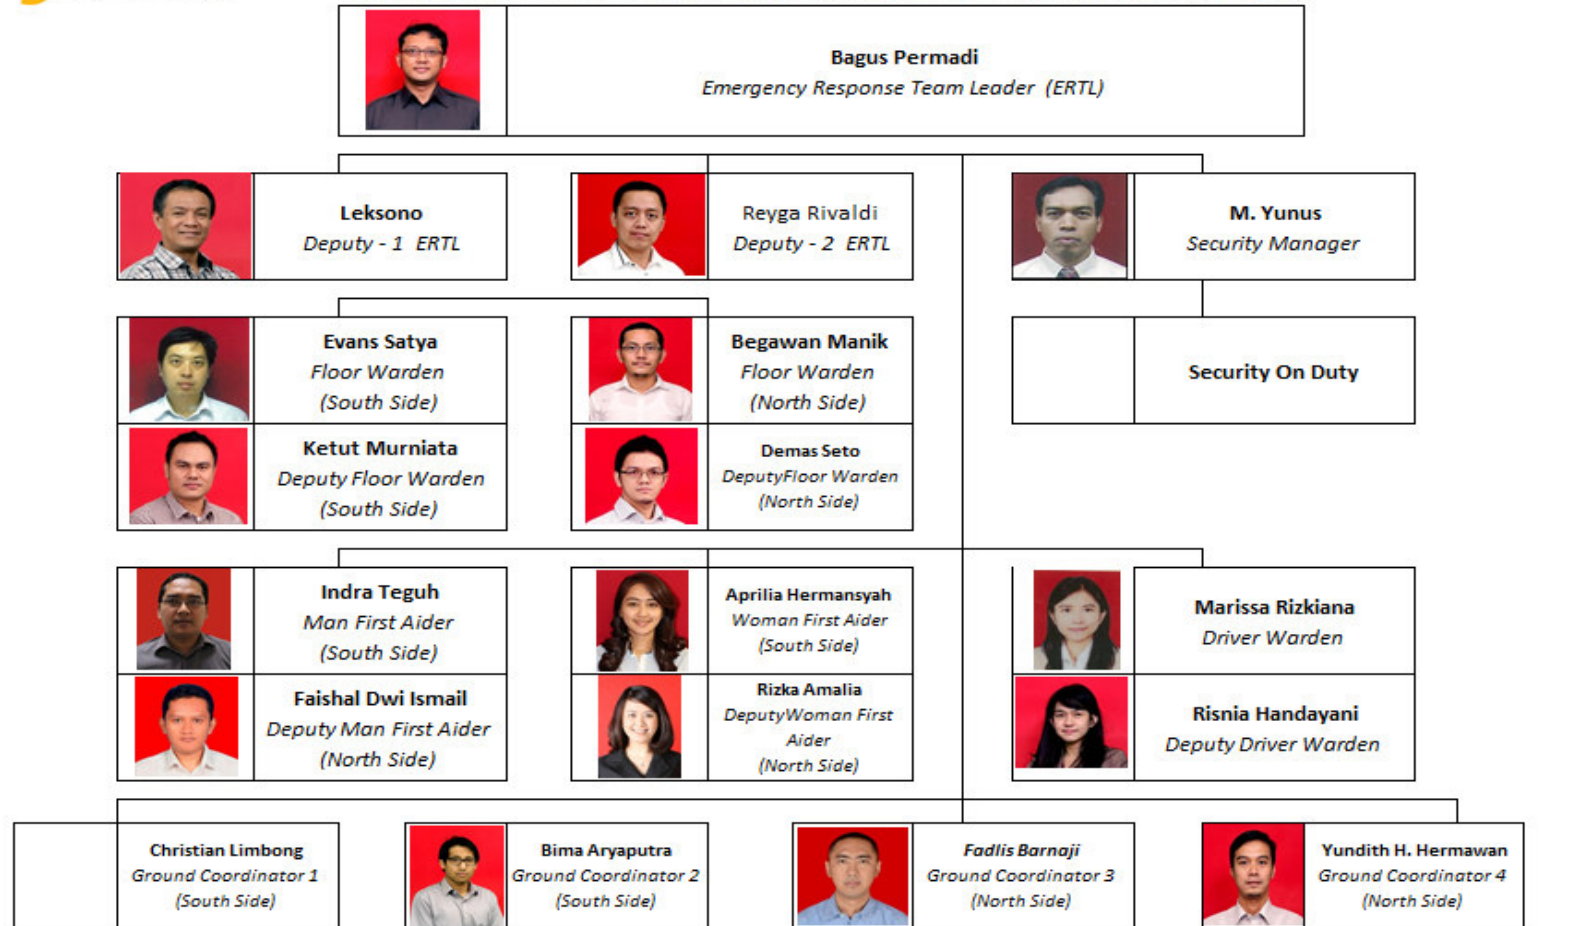 Bagus Permadi
Emergency Response Team Leader (ERTL)
Leksono
Deputy - 1 ERTL
Reyga Rivaldi
Deputy - 2 ERTL
M. Yunus
Security Manager
Evans Satya
Floor Warden
(South Side)
Begawan Manik
Floor Warden
(North Side)
Security On Duty
Ketut Murniata
Deputy Floor Warden
(South Side)
Demas Seto
DeputyFloor Warden
(North Side)
Indra Teguh
Man First Aider
(South Side)
Aprilia Hermansyah
Woman First Aider
(South Side)
Marissa Rizkiana
Driver Warden
Faishal Dwi Ismail
Deputy Man First Aider
(North Side)
Rizka Amalia
DeputyWoman First
Aider
(North Side)
Risnia Handayani
Deputy Driver Warden
Christian Limbong
Ground Coordinator 1
(South Side)
Bima Aryaputra
Ground Coordinator 2
(South Side)
Fadlis Barnaji
Ground Coordinator 3
(North Side)
Yundith H. Hermawan
Ground Coordinator 4
(North Side)